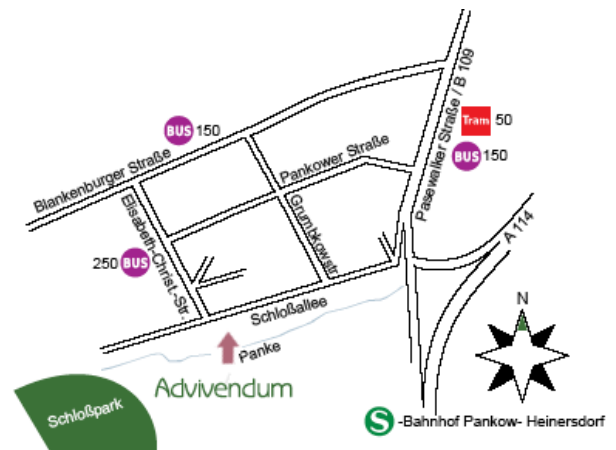 BUS 150
Blankenburger Straße
Pasewalker Straße / B 109
Tram 50
BUS 150
Pankower Straße
Elisabeth-Christ.-Str.
Grumbkowstr.
250 BUS
A 114
Schloßallee
N
Panke
Advivendum
Schloßpark
S -Bahnhof Pankow- Heinersdorf